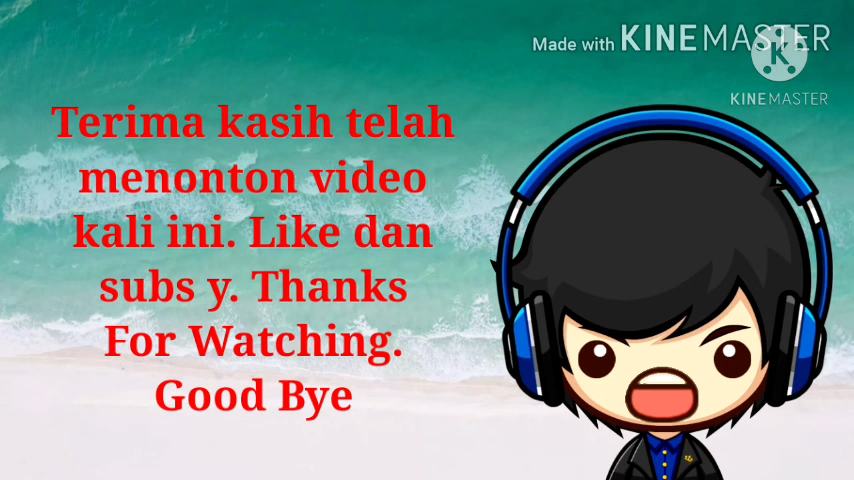 Made with KINEMASTER
K
KINEMASTER
Terima kasih telah
menonton video
kali ini. Like dan
subs y. Thanks
For Watching.
Good Bye